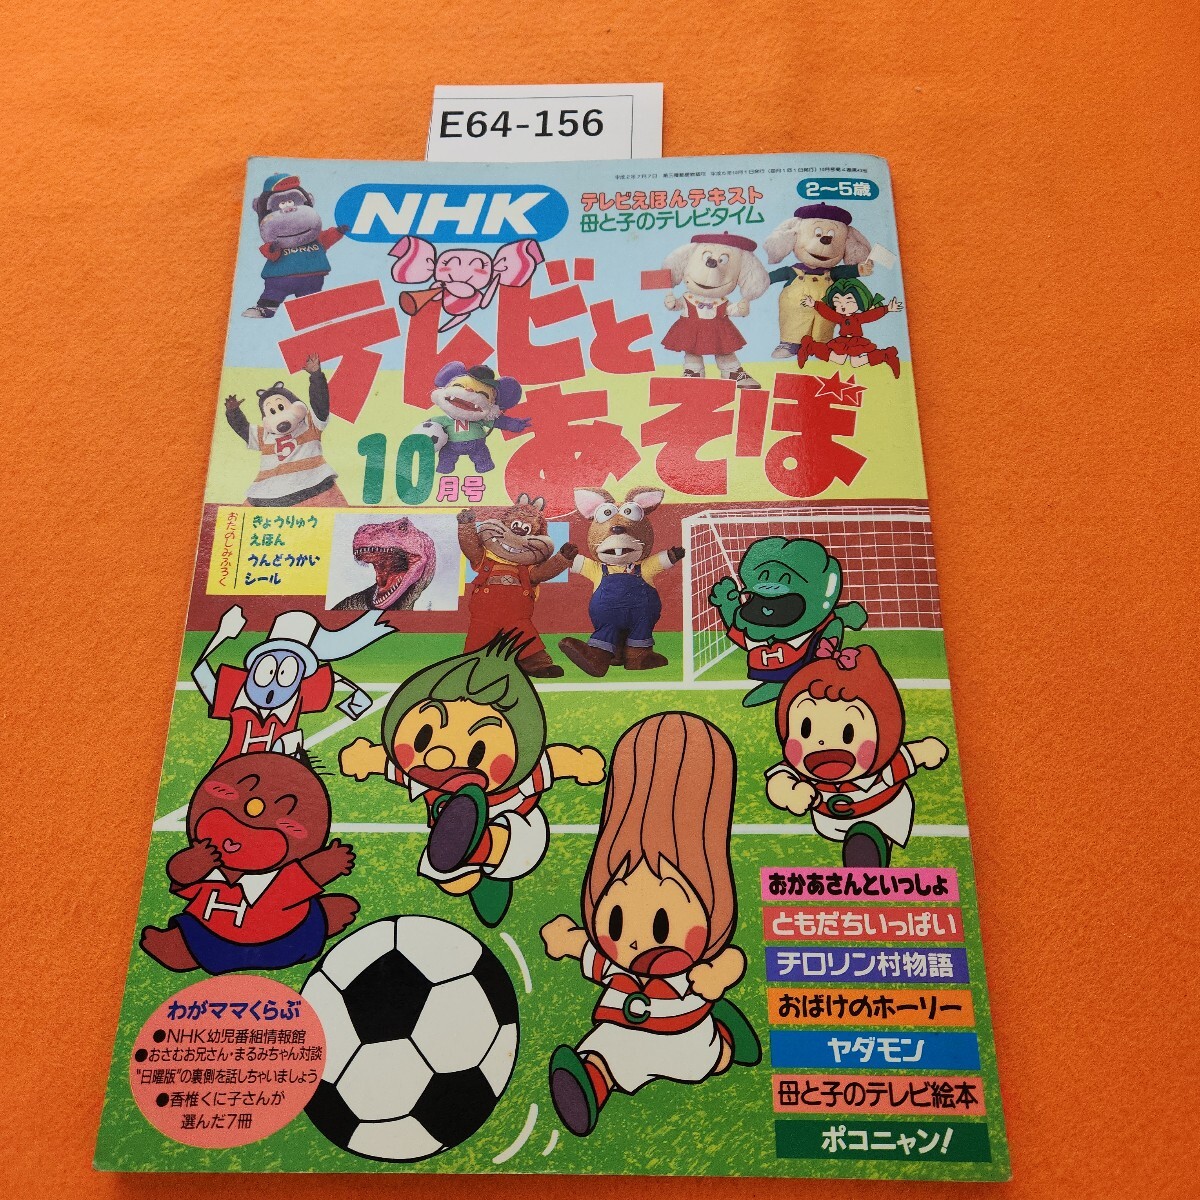 E64-156
NHK
テレビえほんテキスト
母と子のテレビタイム
2〜5歳
テレビと
あそぼ
10月号
おたのしみふろく
きょうりゅう
えほん
うんどうかい
シール
N
5
H
H
H
C
C
C
おかあさんといっしょ
ともだちいっぱい
チロリン村物語
おばけのホーリー
ヤダモン
母と子のテレビ絵本
ポコニャン!
わがママくらぶ
●NHK幼児番組情報館
●おさむお兄さん・まるみちゃん対談
"日曜版"の裏側を話しちゃいましょう
●香椎くに子さんが
選んだ7冊